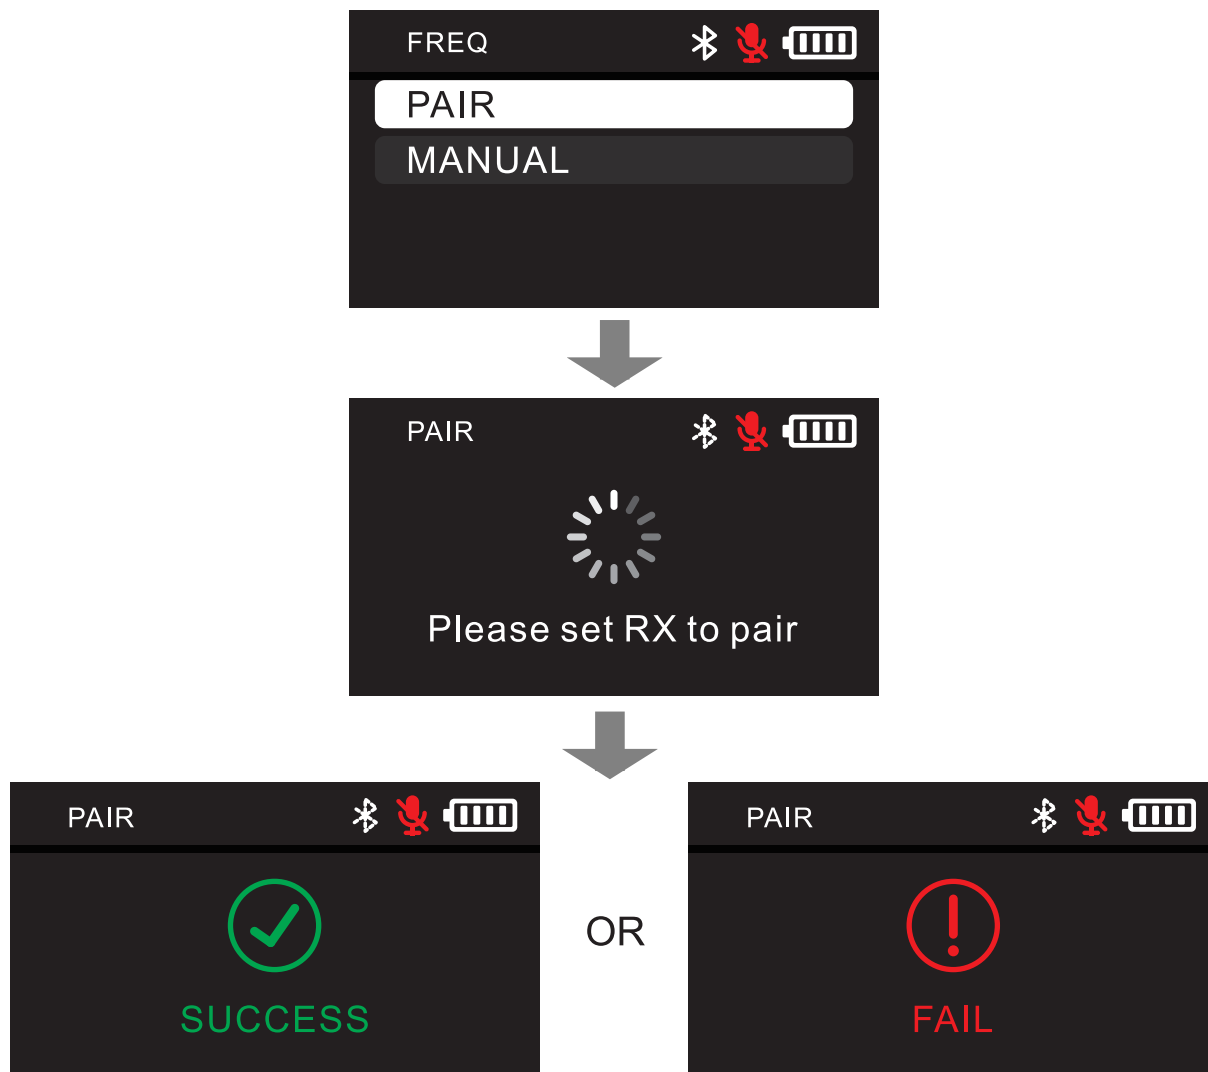 FREQ
PAIR
MANUAL
PAIR
Please set RX to pair
PAIR
SUCCESS
OR
PAIR
FAIL